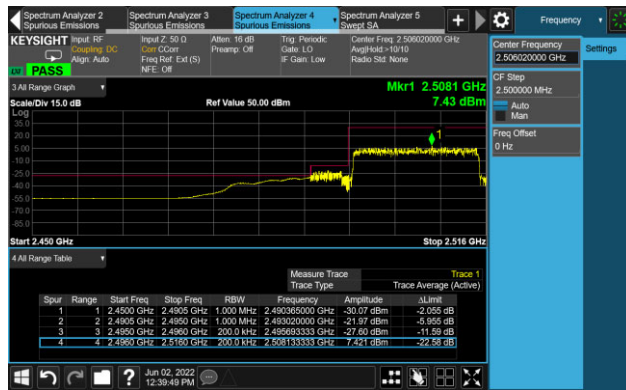 Spectrum Analyzer 2 Spectrum Analyzer 3 Spectrum Analyzer 4 Spectrum Analyzer 5 + Frequency
Spurious Emissions Spurious Emissions Spurious Emissions Swept SA
KEYSIGHT Input: RF Input Z: 50 Ω Atten: 16 dB Trig: Periodic Center Freq: 2.506020000 GHz
Coupling: DC Corr CCorr Preamp: Off Gate: LO Avg|Hold:>10/10
Align: Auto Freq Ref: Ext (S) IF Gain: Low Radio Std: None
NFE: Off
PASS
Center Frequency Settings
2.506020000 GHz
CF Step
2.500000 MHz
Auto
Man
Freq Offset
0 Hz
3 All Range Graph Mkr1 2.5081 GHz
Scale/Div 15.0 dB Ref Value 50.00 dBm 7.43 dBm
Log
35.0
20.0
5.00
-10.0
-25.0
-40.0
-55.0
-70.0
-85.0
1
Start 2.450 GHz Stop 2.516 GHz
4 All Range Table
Measure Trace Trace 1
Trace Type Trace Average (Active)
Spur Range Start Freq Stop Freq RBW Frequency Amplitude ΔLimit
1 1 2.4500 GHz 2.4905 GHz 1.000 MHz 2.490365000 GHz -30.07 dBm -2.055 dB
2 2 2.4905 GHz 2.4950 GHz 1.000 MHz 2.493020000 GHz -21.97 dBm -5.955 dB
3 3 2.4950 GHz 2.4960 GHz 200.0 kHz 2.495693333 GHz -27.60 dBm -11.59 dB
4 4 2.4960 GHz 2.5160 GHz 200.0 kHz 2.508133333 GHz 7.421 dBm -22.58 dB
? Jun 02, 2022
12:39:49 PM